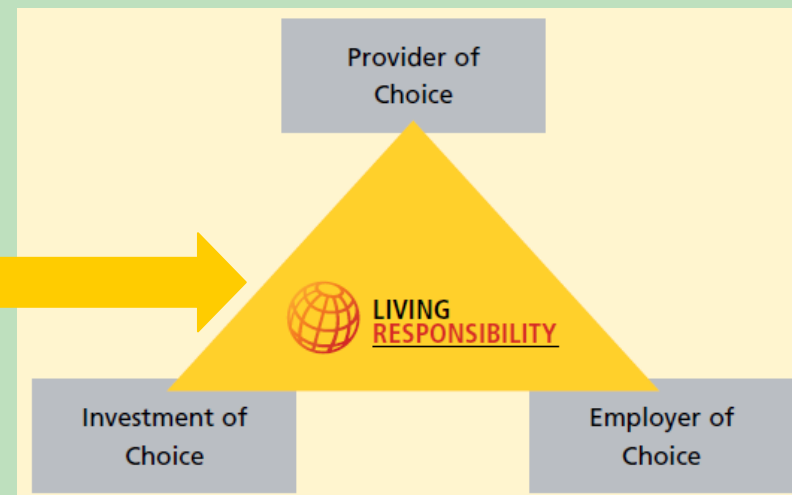 Provider of
Choice
LIVING
RESPONSIBILITY
Investment of
Choice
Employer of
Choice